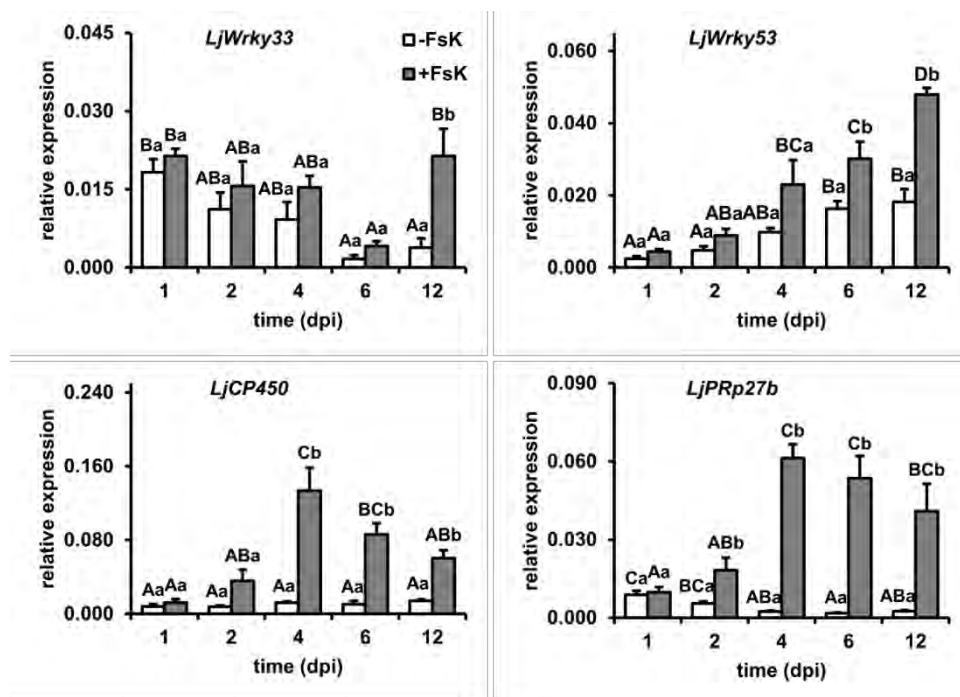 LjWrky33
-FsK
+FsK
relative expression
0.045
0.030
0.015
0.000
Ba Ba ABa ABa ABa ABa Aa Aa Aa Bb
1 2 4 6 12
time (dpi)
LjWrky53
relative expression
0.060
0.040
0.020
0.000
Aa Aa Aa ABa ABa BCa Ba Cb Ba Db
1 2 4 6 12
time (dpi)
LjCP450
relative expression
0.240
0.160
0.080
0.000
Aa Aa Aa ABa Aa Cb Aa BCb Aa ABb
1 2 4 6 12
time (dpi)
LjPRp27b
relative expression
0.090
0.060
0.030
0.000
Ca Aa BCa ABb ABa Cb Aa Cb ABa BCb
1 2 4 6 12
time (dpi)